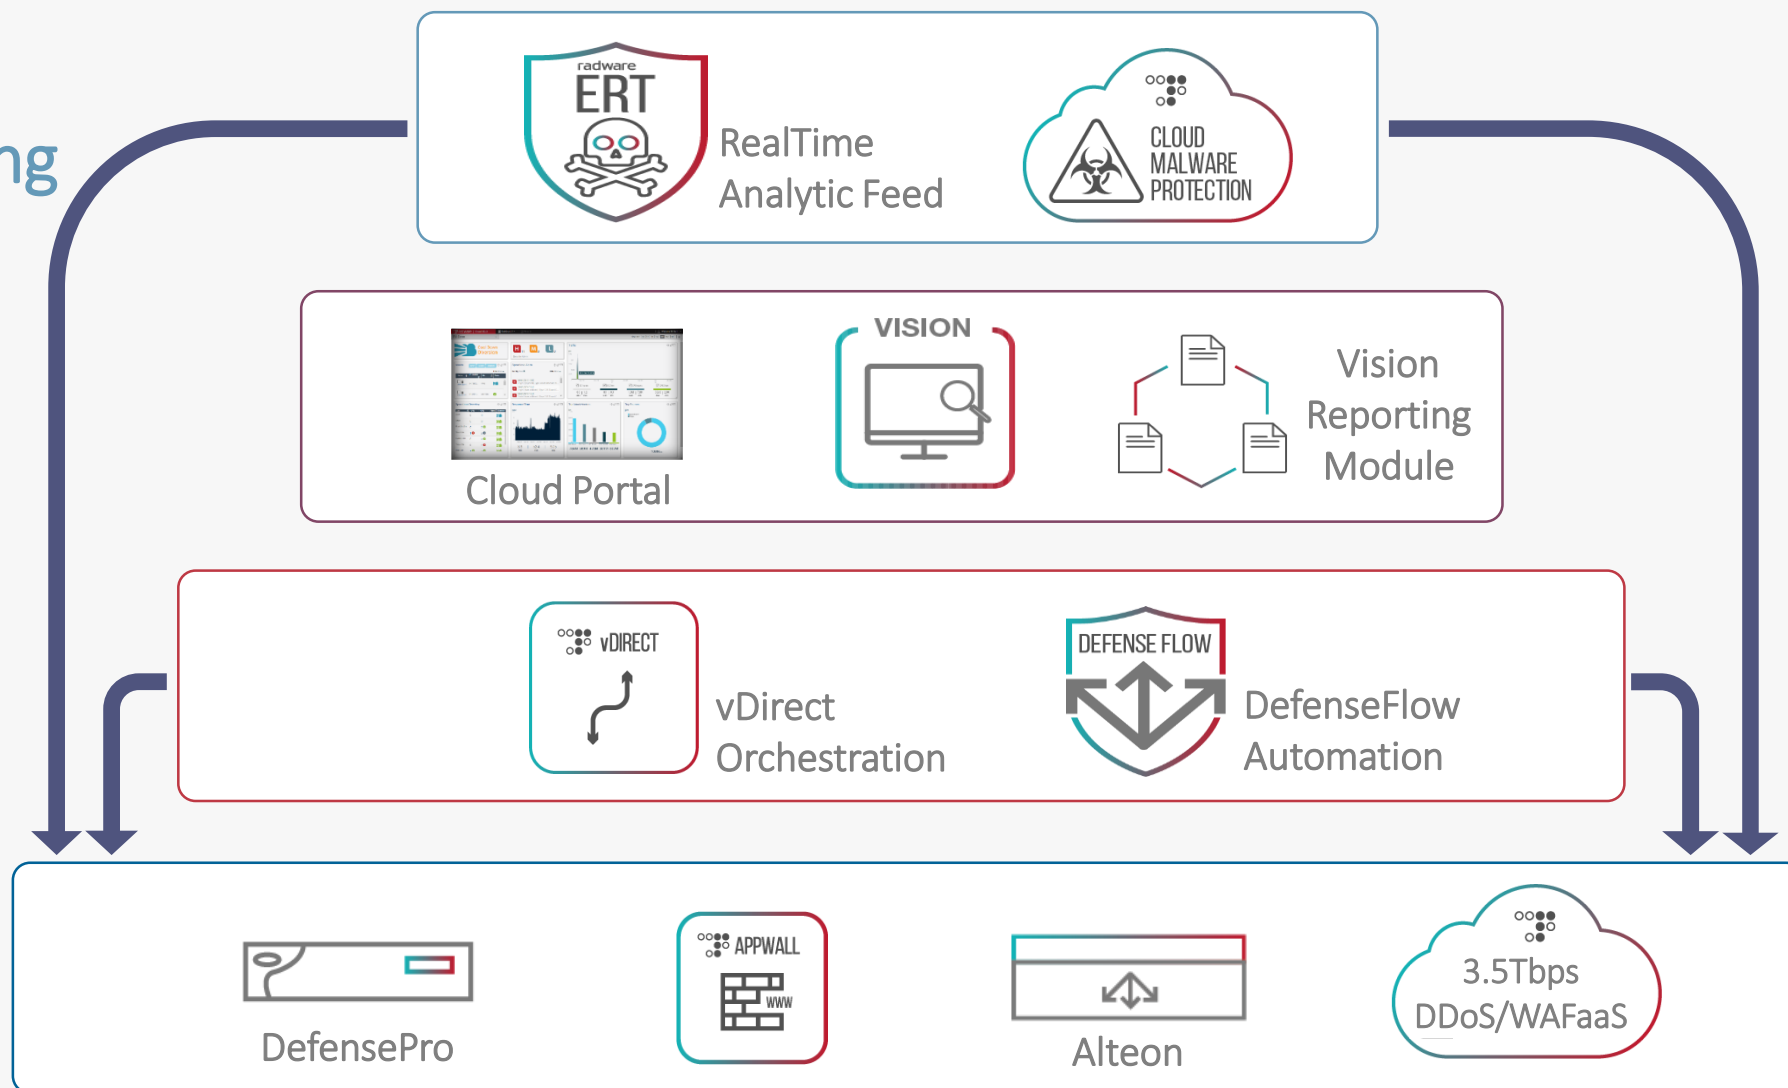 ng
radware
ERT
RealTime
Analytic Feed
CLOUD
MALWARE
PROTECTION
VISION
Cloud Portal
Vision
Reporting
Module
vDIRECT
vDirect
Orchestration
DEFENSE FLOW
DefenseFlow
Automation
DefensePro
APPWALL
WWW
Alteon
3.5Tbps
DDoS/WAFaaS